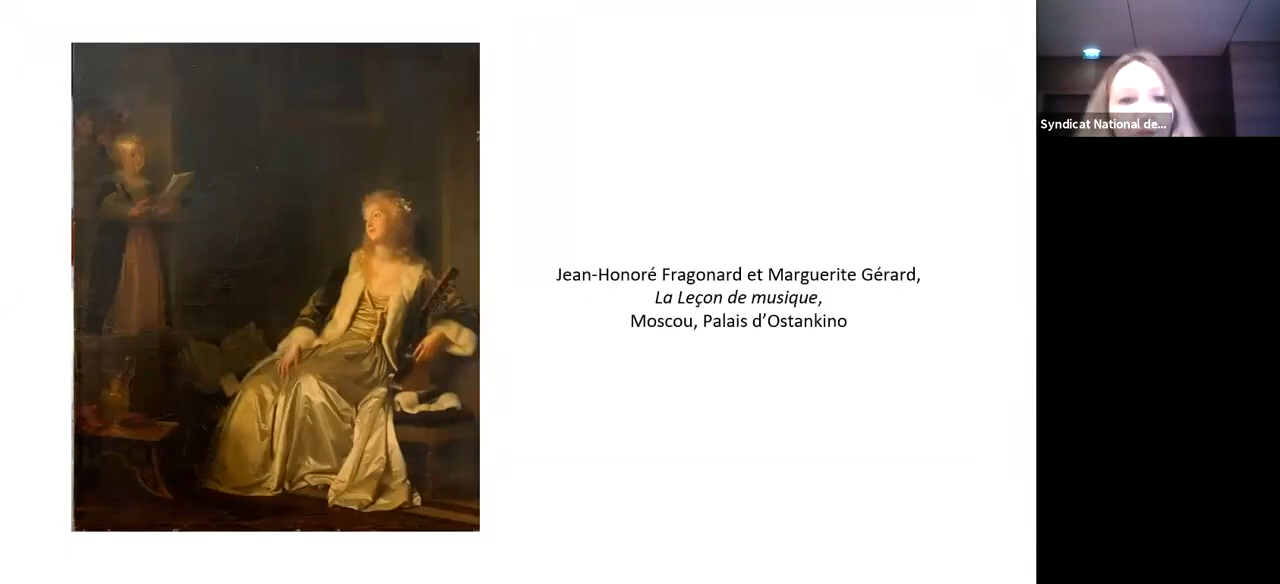 Jean-Honoré Fragonard et Marguerite Gérard,
La Leçon de musique,
Moscou, Palais d’Ostankino
Syndicat National de...